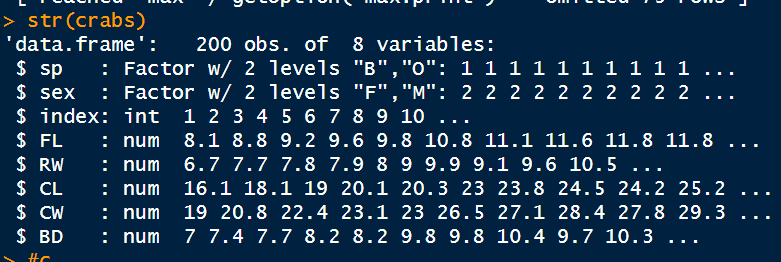 [ reached 'max' / getOption("max.print") -- omitted 75 rows ]
> str(crabs)
'data.frame':   200 obs. of  8 variables:
 $ sp   : Factor w/ 2 levels "B","O": 1 1 1 1 1 1 1 1 1 1 ...
 $ sex  : Factor w/ 2 levels "F","M": 2 2 2 2 2 2 2 2 2 2 ...
 $ index: int  1 2 3 4 5 6 7 8 9 10 ...
 $ FL   : num  8.1 8.8 9.2 9.6 9.8 10.8 11.1 11.6 11.8 11.8 ...
 $ RW   : num  6.7 7.7 7.8 7.9 8 9 9.9 9.1 9.6 10.5 ...
 $ CL   : num  16.1 18.1 19 20.1 20.3 23 23.8 24.5 24.2 25.2 ...
 $ CW   : num  19 20.8 22.4 23.1 23 26.5 27.1 28.4 27.8 29.3 ...
 $ BD   : num  7 7.4 7.7 8.2 8.2 9.8 9.8 10.4 9.7 10.3 ...
> #c